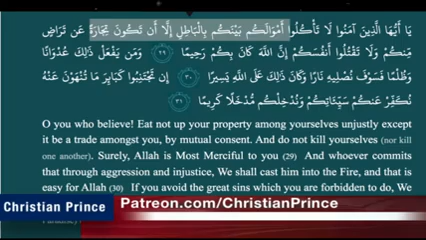 يَا أَيُّهَا الَّذِينَ آمَنُوا لَا تَأْكُلُوا أَمْوَالَكُم بَيْنَكُم بِالْبَاطِلِ إِلَّا أَن تَكُونَ تِجَارَةً عَن تَرَاضٍ
مِّنكُمْ وَلَا تَقْتُلُوا أَنفُسَكُمْ إِنَّ اللَّهَ كَانَ بِكُمْ رَحِيمًا ﴿٢٩﴾ وَمَن يَفْعَلْ ذَٰلِكَ عُدْوَانًا
وَظُلْمًا فَسَوْفَ نُصْلِيهِ نَارًا وَكَانَ ذَٰلِكَ عَلَى اللَّهِ يَسِيرًا ﴿٣٠﴾ إِن تَجْتَنِبُوا كَبَائِرَ مَا تُنْهَوْنَ عَنْهُ
نُكَفِّرْ عَنكُمْ سَيِّئَاتِكُمْ وَنُدْخِلْكُم مُّدْخَلًا كَرِيمًا ﴿٣١﴾
O you who believe! Eat not up your property among yourselves unjustly except
it be a trade amongst you, by mutual consent. And do not kill yourselves (nor kill
one another). Surely, Allah is Most Merciful to you (29) And whoever commits
that through aggression and injustice, We shall cast him into the Fire, and that is
easy for Allah (30) If you avoid the great sins which you are forbidden to do, We
Christian Prince
Patreon.com/ChristianPrince